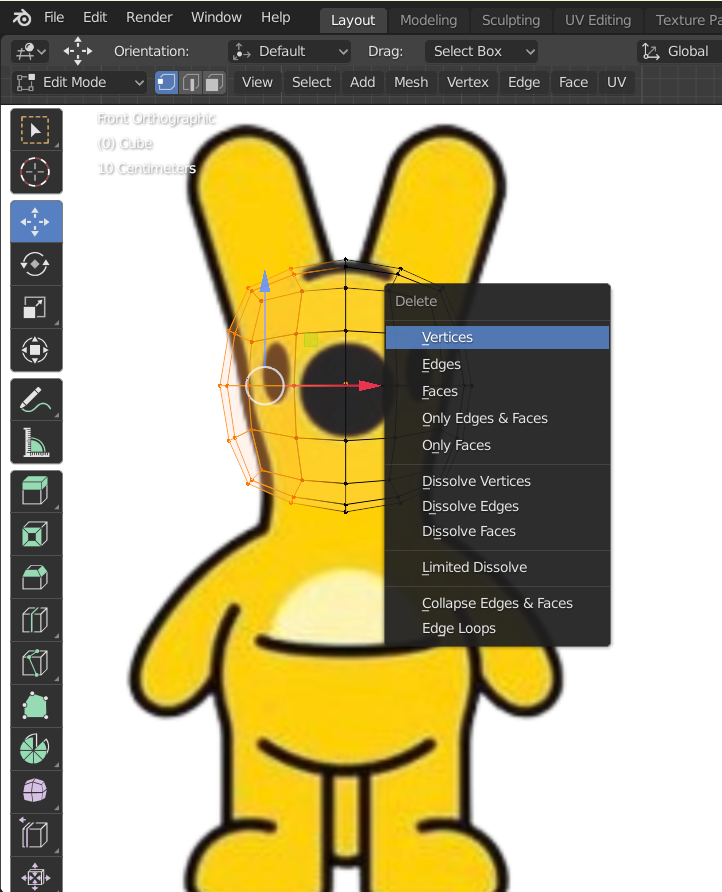 File Edit Render Window Help Layout Modeling Sculpting UV Editing Texture Pa
Orientation: Default Drag: Select Box Global
Edit Mode View Select Add Mesh Vertex Edge Face UV
Front Orthographic
(0) Cube
10 Centimeters
Delete
Vertices
Edges
Faces
Only Edges & Faces
Only Faces
Dissolve Vertices
Dissolve Edges
Dissolve Faces
Limited Dissolve
Collapse Edges & Faces
Edge Loops